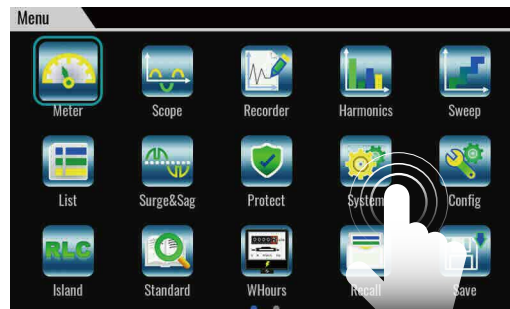 Menu
Meter Scope Recorder Harmonics Sweep
List Surge&Sag Protect System Config
RLC
Island Standard WHours Recall Save